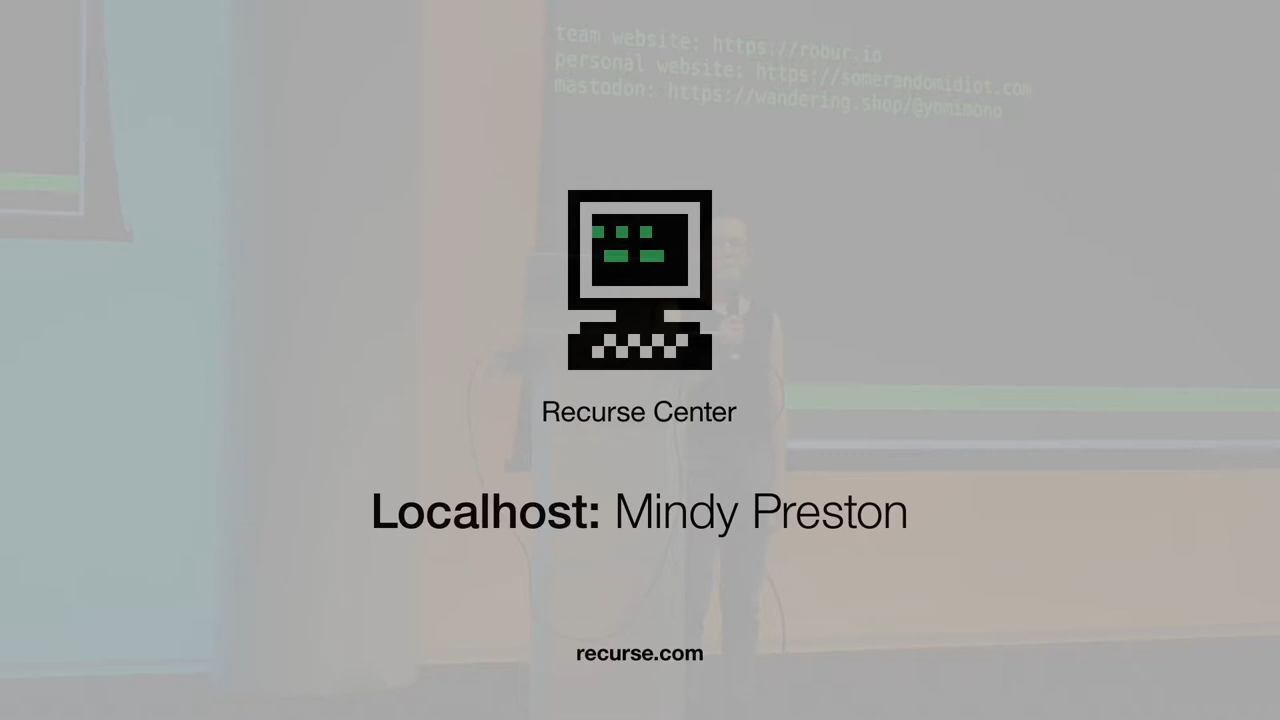 team website: https://robur.io
personal website: https://somerandomidiot.com
mastodon: https://wandering.shop/@yomimono
Recurse Center
Localhost: Mindy Preston
recurse.com